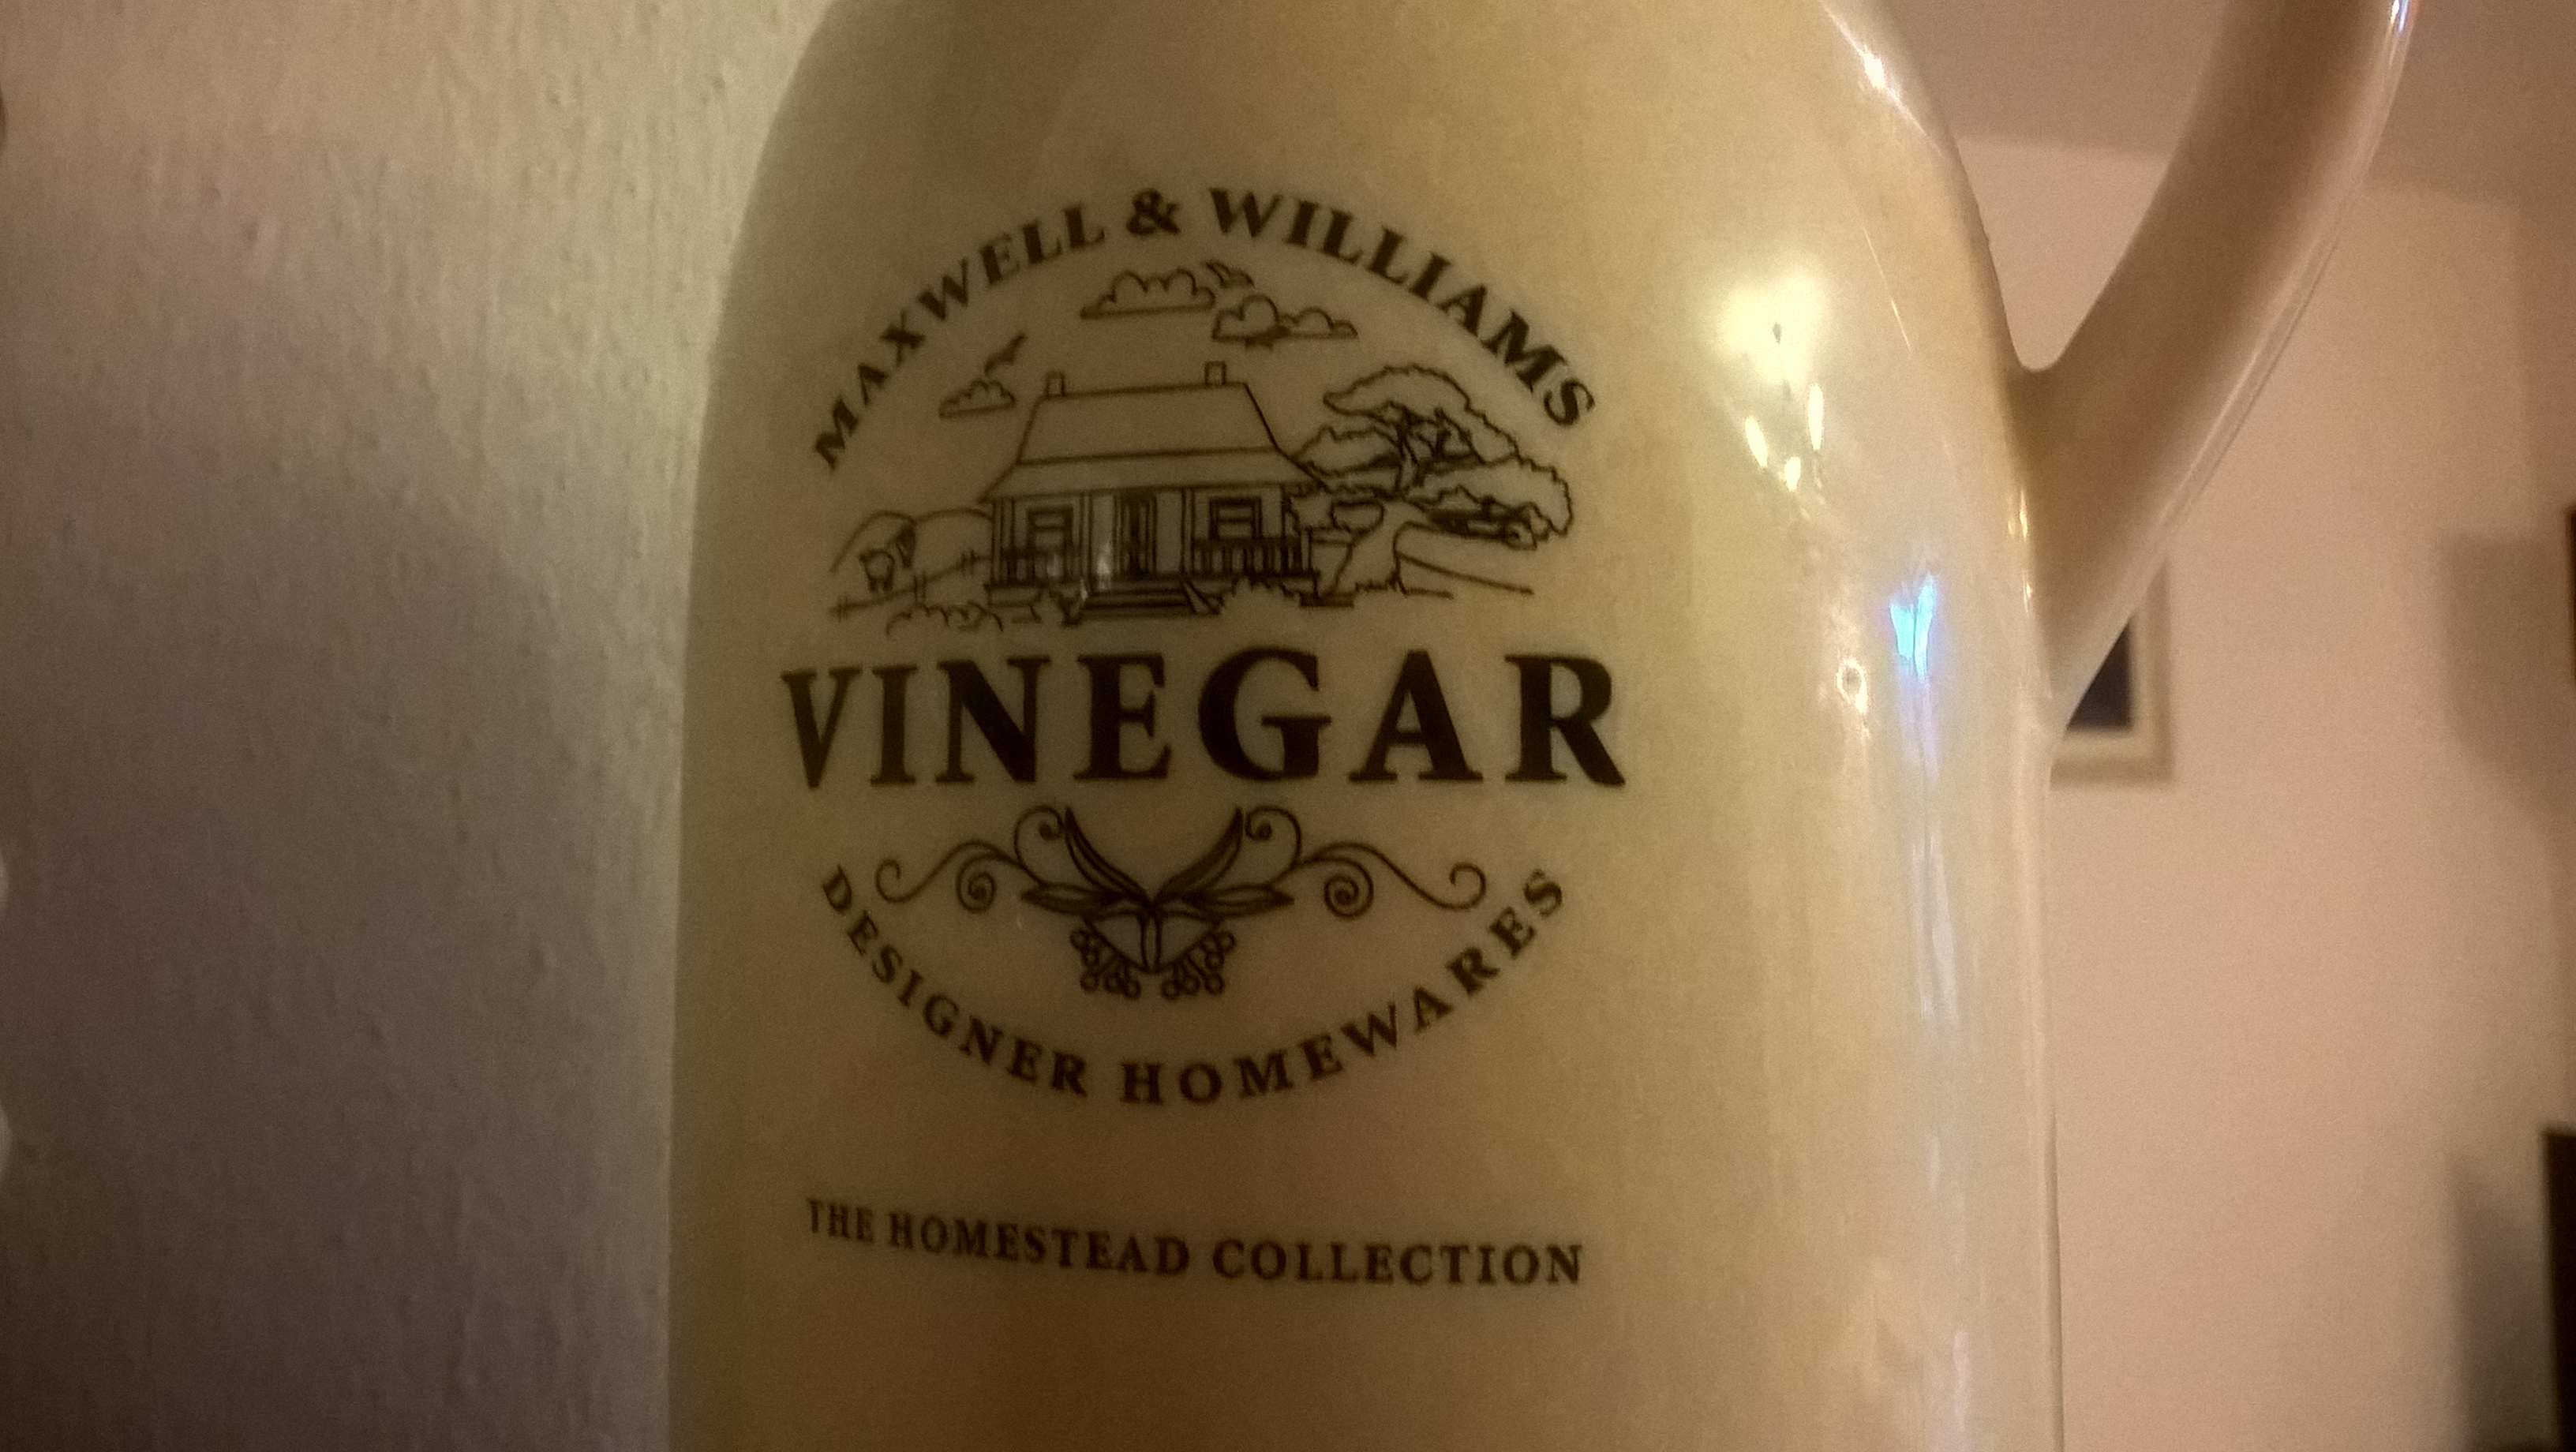 MAXWELL & WILLIAMS
VINEGAR
DESIGNER HOMEWARES
THE HOMESTEAD COLLECTION